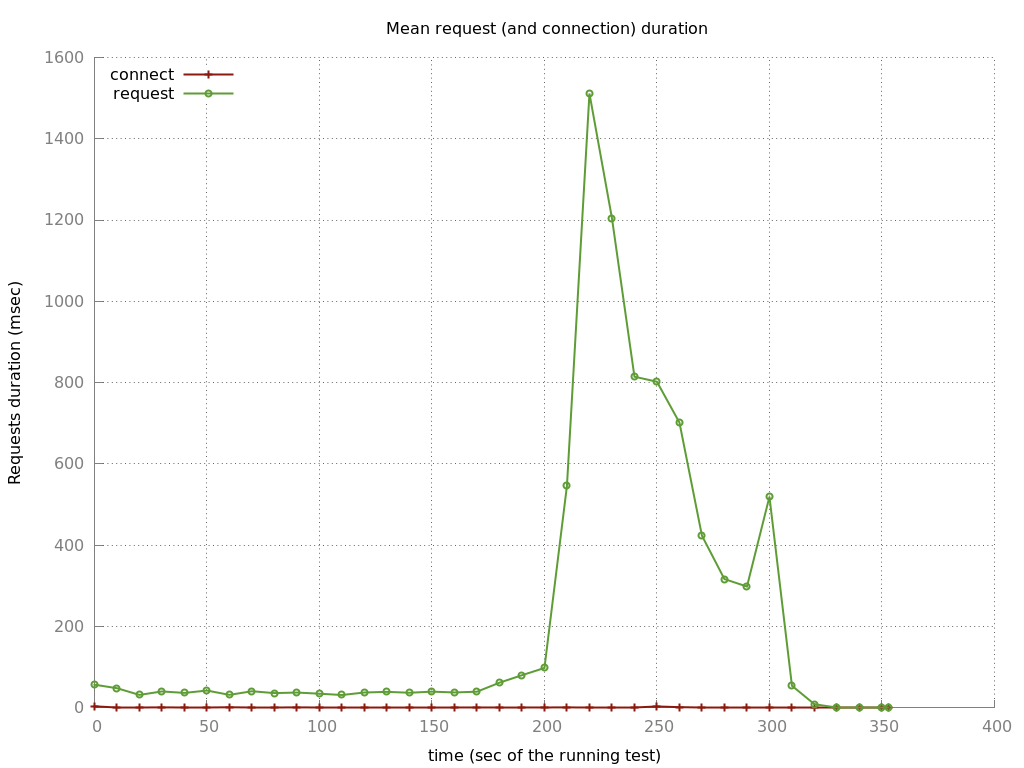 Mean request (and connection) duration
1600
1400
1200
1000
800
600
400
200
0
connect
request
Requests duration (msec)
0 50 100 150 200 250 300 350 400
time (sec of the running test)